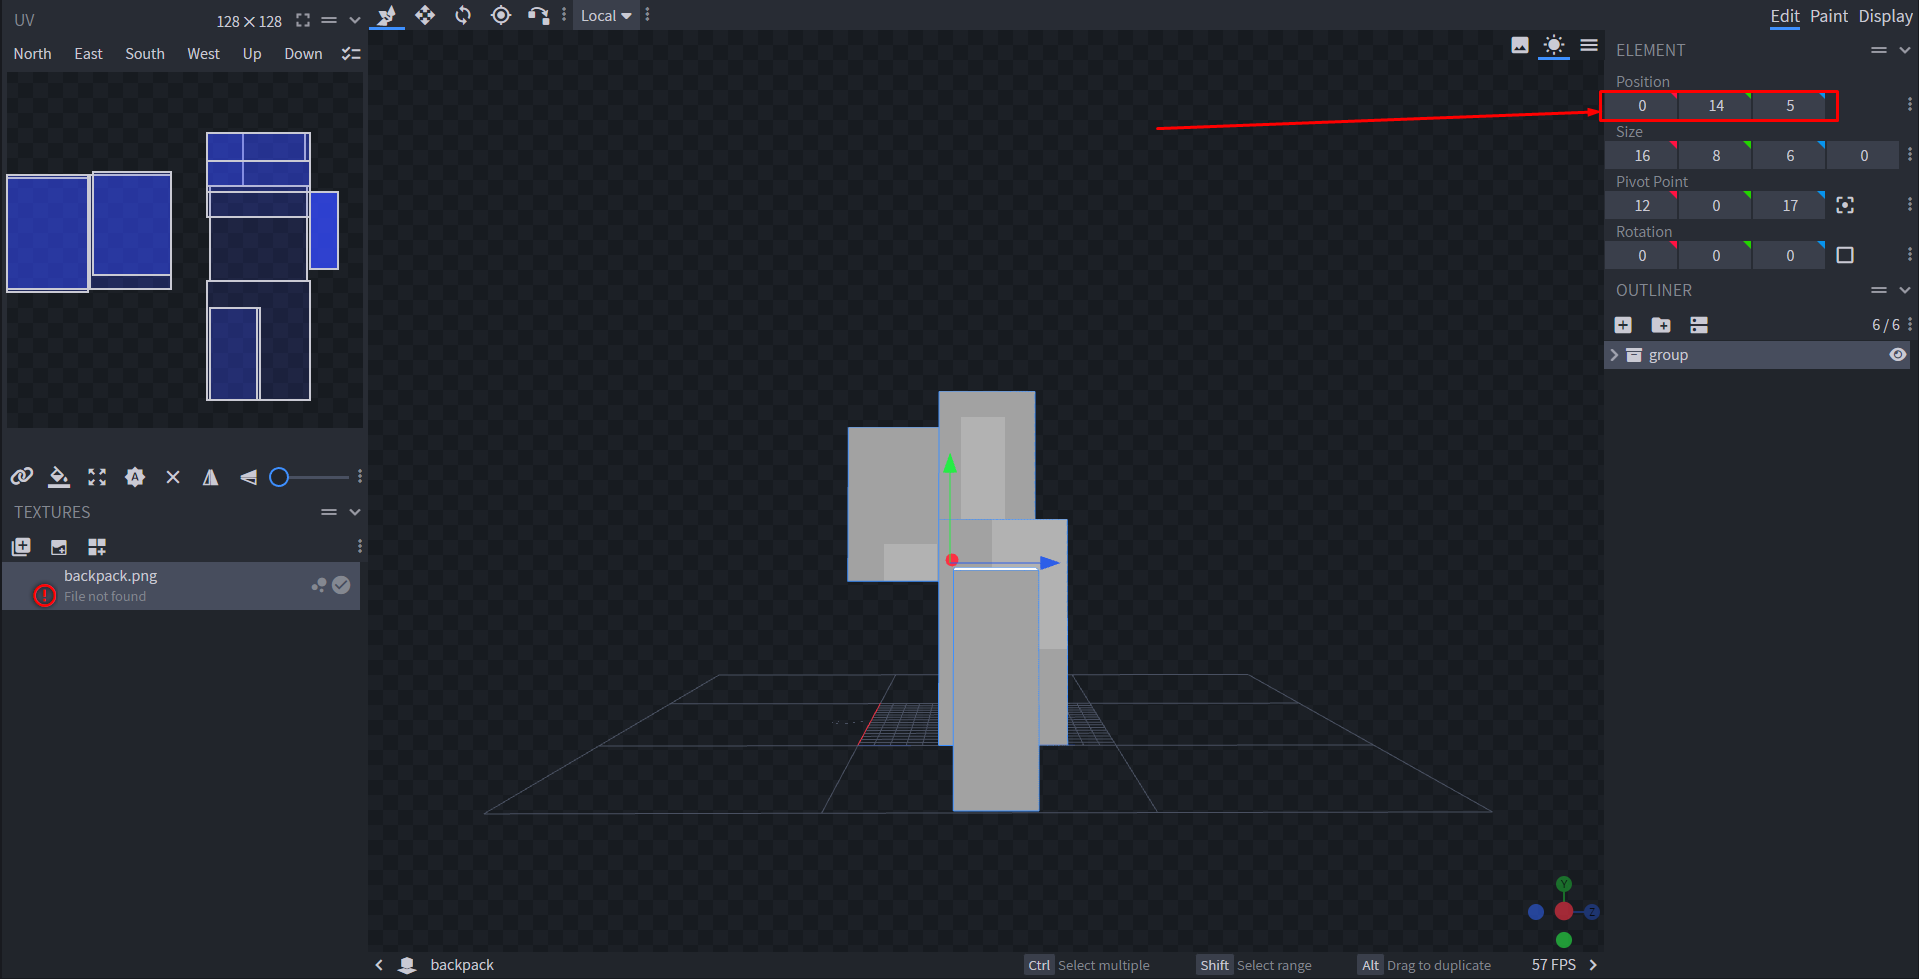 UV 128 × 128
North East South West Up Down
TEXTURES
backpack.png
File not found
Local
backpack
Ctrl Select multiple Shift Select range Alt Drag to duplicate 57 FPS
Y
Z
Edit Paint Display
ELEMENT
Position
0 14 5
Size
16 8 6 0
Pivot Point
12 0 17
Rotation
0 0 0
OUTLINER
6 / 6
group